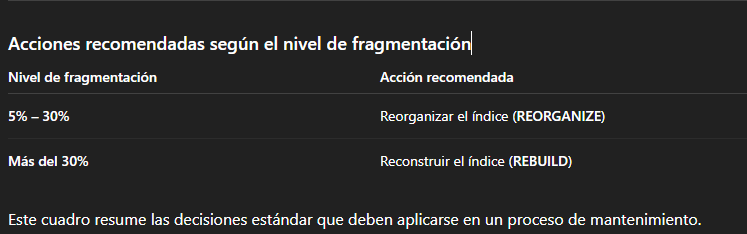 Acciones recomendadas según el nivel de fragmentación
Nivel de fragmentación Acción recomendada
5% – 30% Reorganizar el índice (REORGANIZE)
Más del 30% Reconstruir el índice (REBUILD)
Este cuadro resume las decisiones estándar que deben aplicarse en un proceso de mantenimiento.